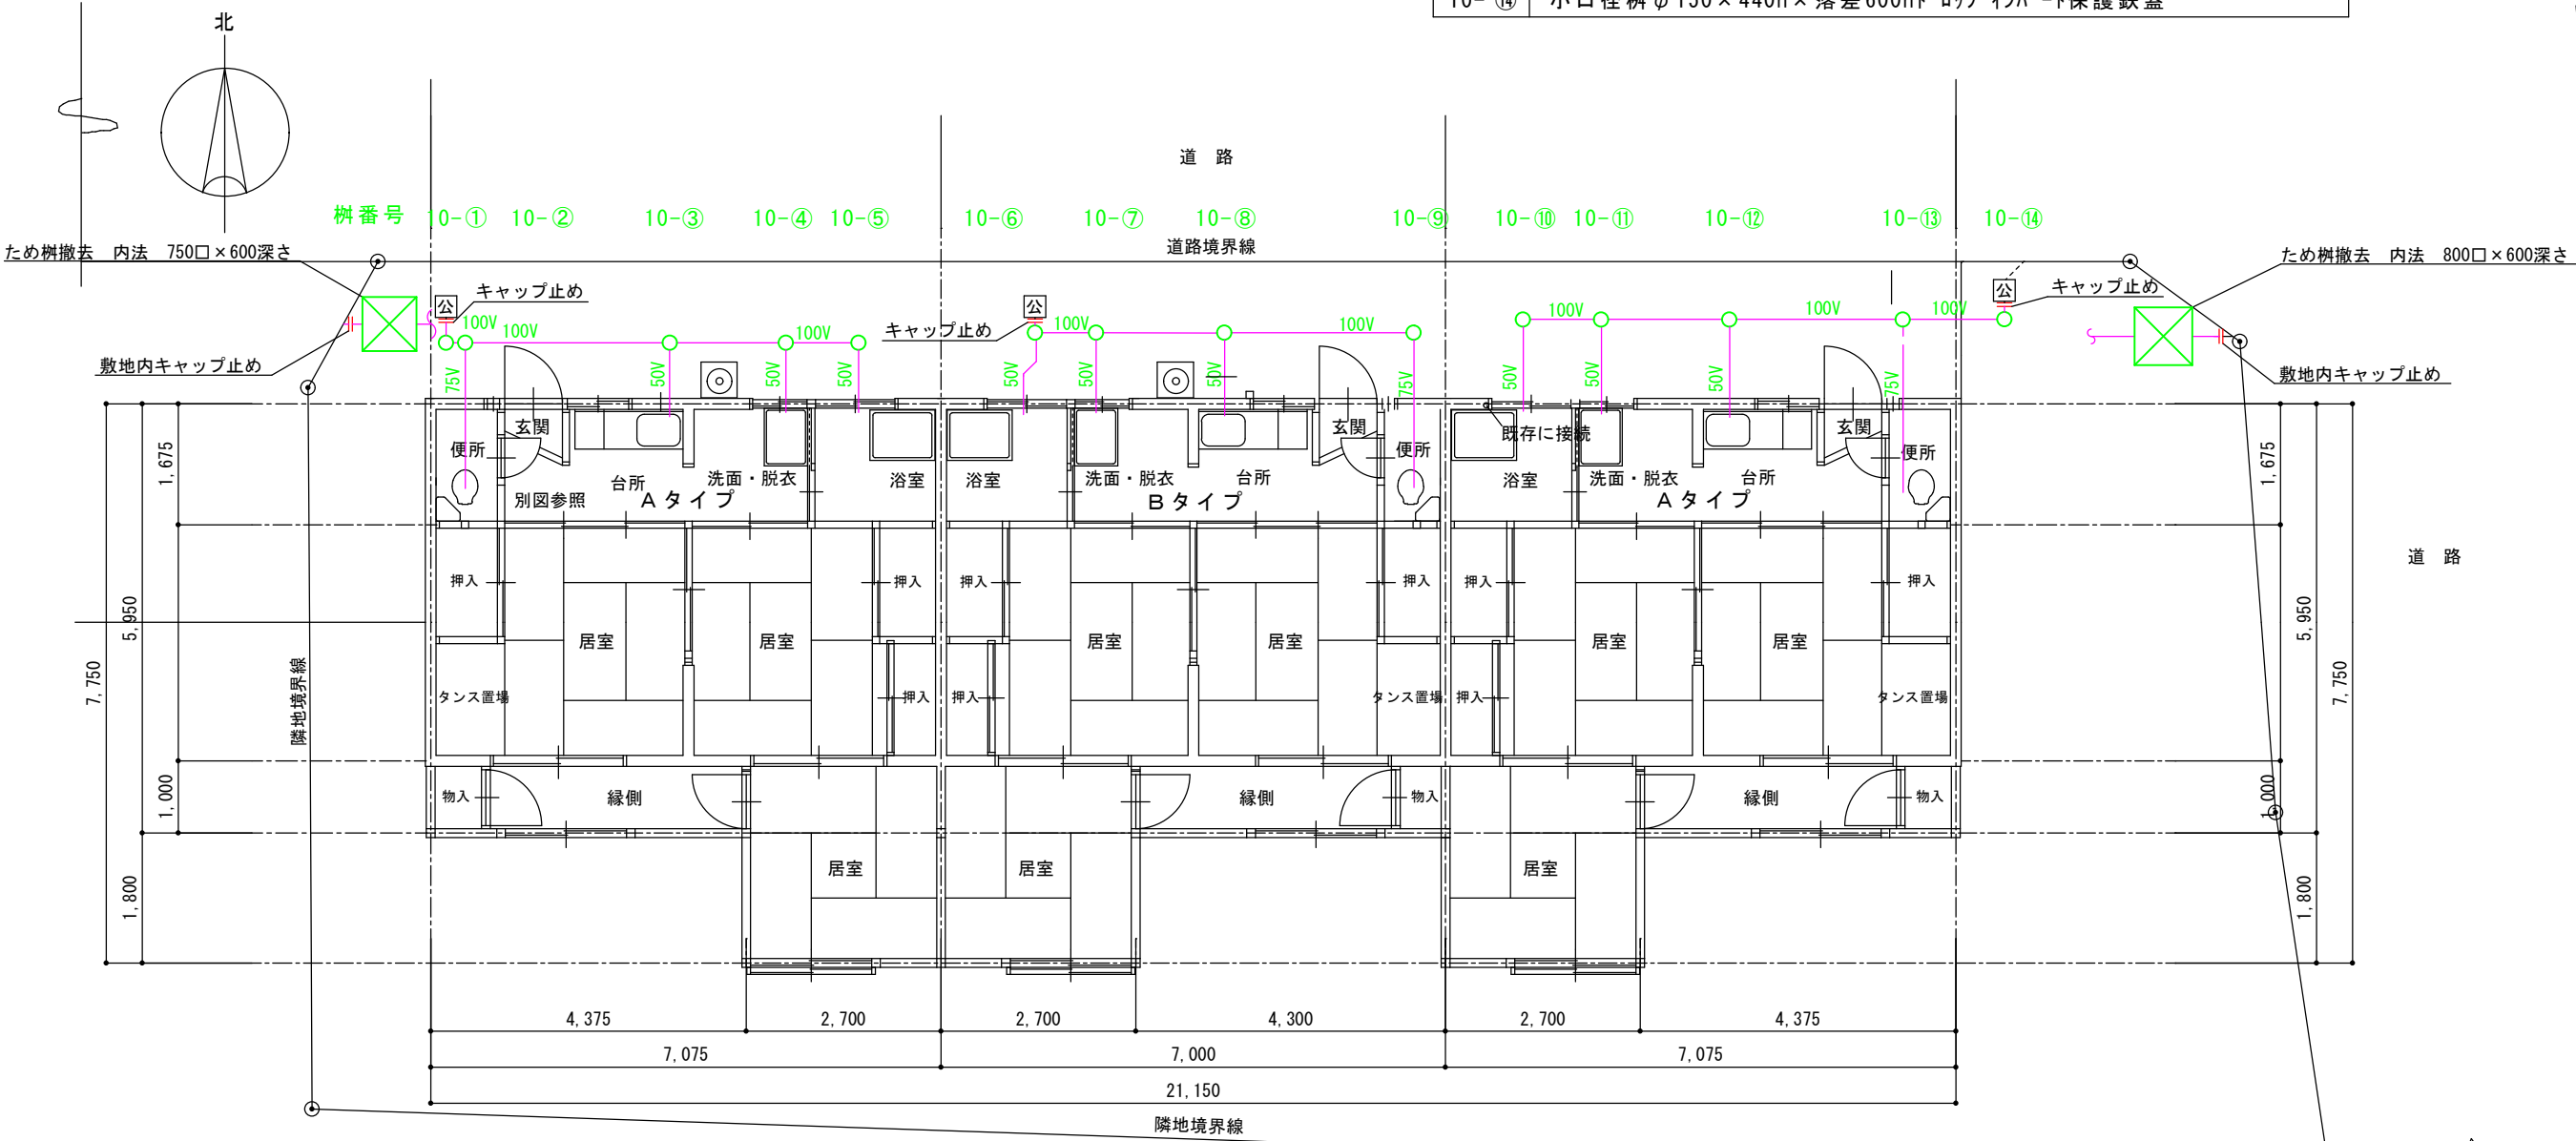 北
道 路
桝番号 10-① 10-② 10-③ 10-④ 10-⑤ 10-⑥ 10-⑦ 10-⑧ 10-⑨ 10-⑩ 10-⑪ 10-⑫ 10-⑬ 10-⑭
道路境界線
ため桝撤去 内法 750□×600深さ
ため桝撤去 内法 800□×600深さ
公 キャップ止め
公
キャップ止め
公 キャップ止め
100V 100V 100V 100V 100V 100V 100V 100V
敷地内キャップ止め
敷地内キャップ止め
75V 50V 50V 50V 50V 50V 50V 75V 50V 50V 50V 75V
便所 玄関 台所 洗面・脱衣 浴室
別図参照 Aタイプ
浴室 洗面・脱衣 台所 玄関 便所
Bタイプ
既存に接続
浴室 洗面・脱衣 台所 玄関 便所
Aタイプ
押入 押入 押入 押入 押入 押入
居室 居室 居室 居室 居室 居室
タンス置場 押入 押入 タンス置場 押入 タンス置場
物入 縁側 縁側 物入 縁側 物入
居室 居室 居室
道 路
隣地境界線
1,675
5,950
7,750
1,000
1,800
1,675
5,950
7,750
1,000
1,800
4,375 2,700 2,700 4,300 2,700 4,375
7,075 7,000 7,075
21,150
隣地境界線